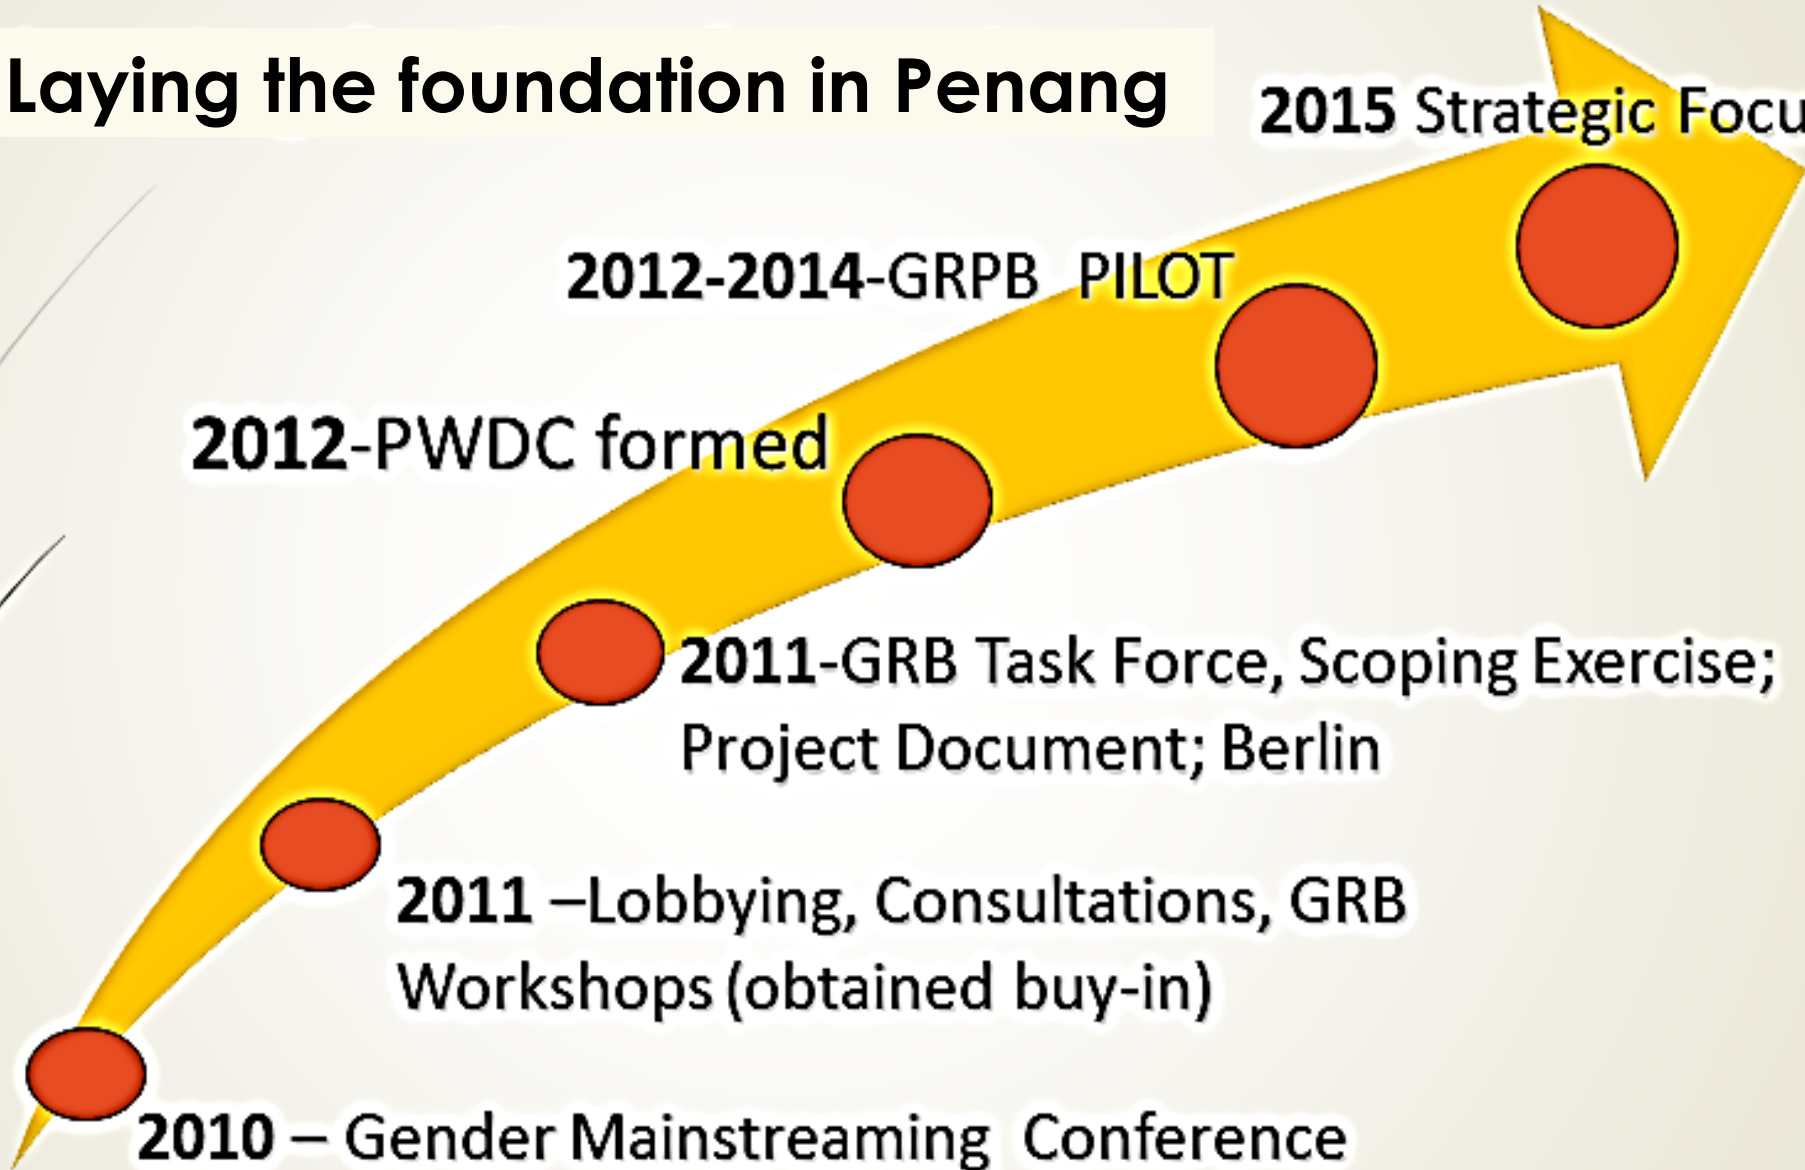 Laying the foundation in Penang
2015 Strategic Focu
2012-2014-GRPB PILOT
2012-PWDC formed
2011-GRB Task Force, Scoping Exercise;
Project Document; Berlin
2011 –Lobbying, Consultations, GRB
Workshops (obtained buy-in)
2010 – Gender Mainstreaming Conference